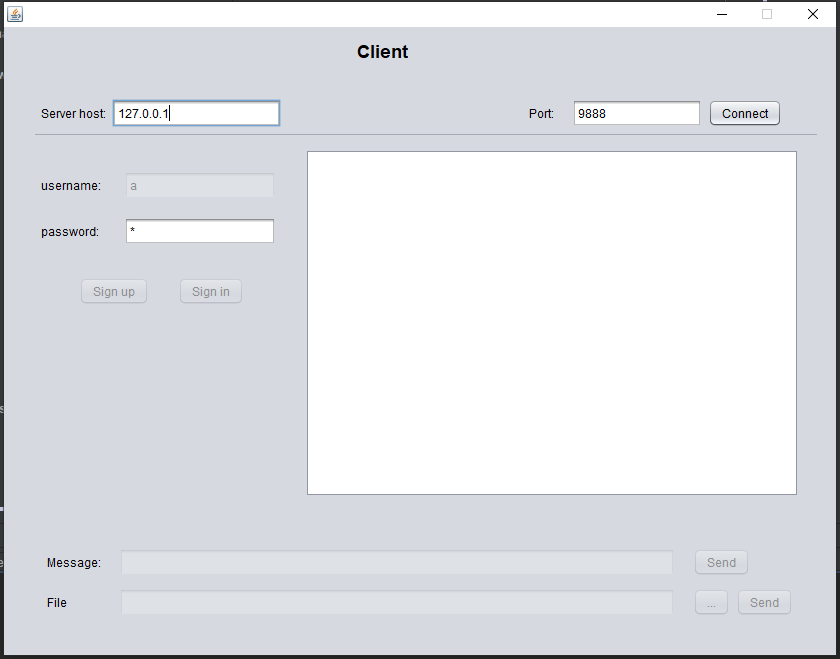 Client
Server host: 127.0.0.1 Port: 9888 Connect
username: a
password: *
Sign up Sign in
Message: Send
File ... Send